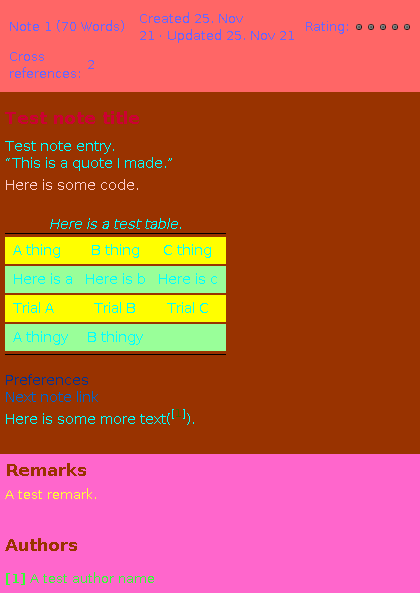 Note 1 (70 Words)
Created 25. Nov
21 · Updated 25. Nov 21
Rating:
Cross
references: 2
Test note title
Test note entry.
“This is a quote I made.”
Here is some code.
Here is a test table.
A thing B thing C thing
Here is a Here is b Here is c
Trial A Trial B Trial C
A thingy B thingy
Preferences
Next note link
Here is some more text([1]).
Remarks
A test remark.
Authors
[1] A test author name